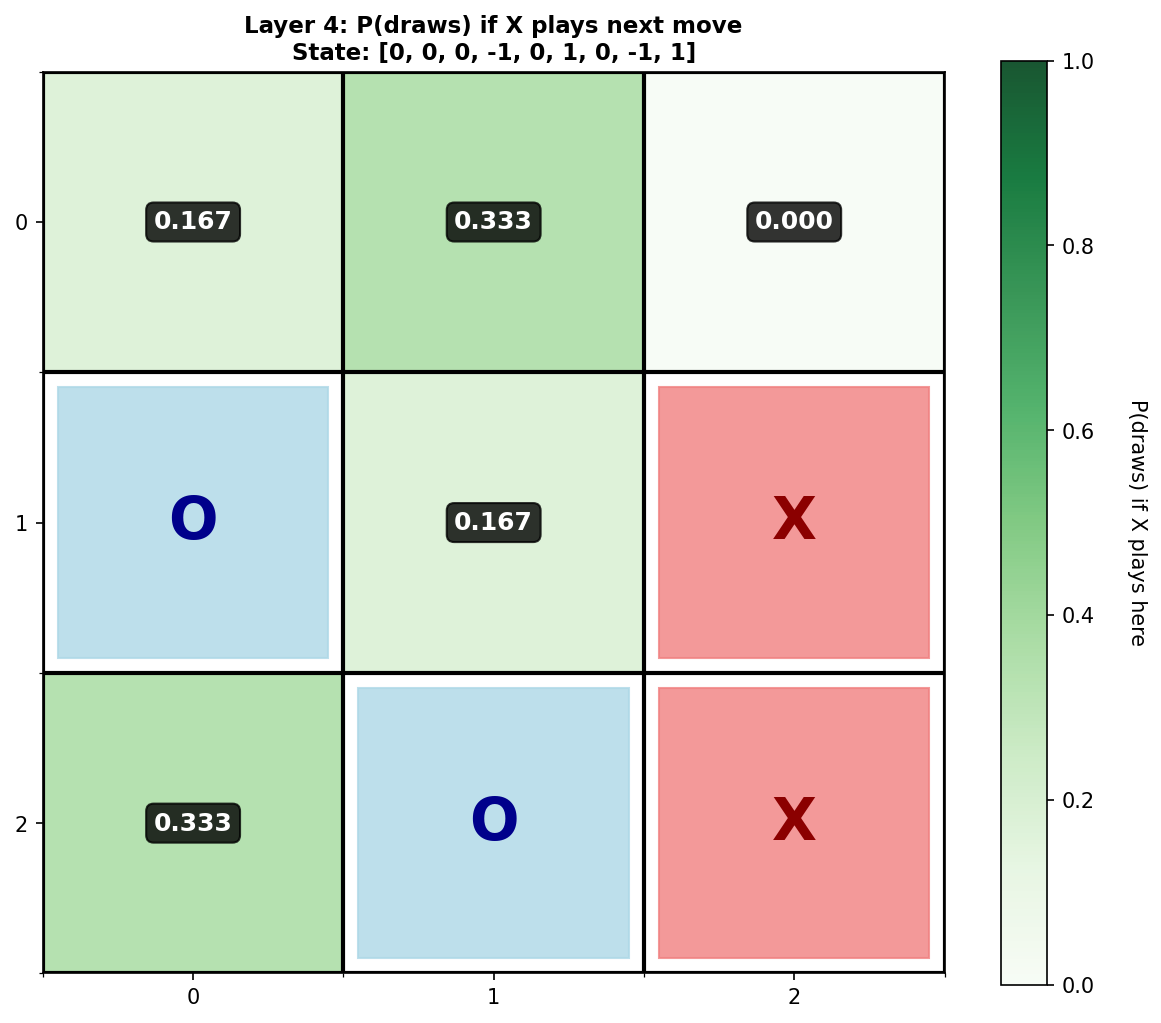 Layer 4: P(draws) if X plays next move
State: [0, 0, 0, -1, 0, 1, 0, -1, 1]
0.167
0.333
0.000
O
0.167
X
0.333
O
X
0
1
2
0
1
2
1.0
0.8
0.6
0.4
0.2
0.0
P(draws) if X plays here